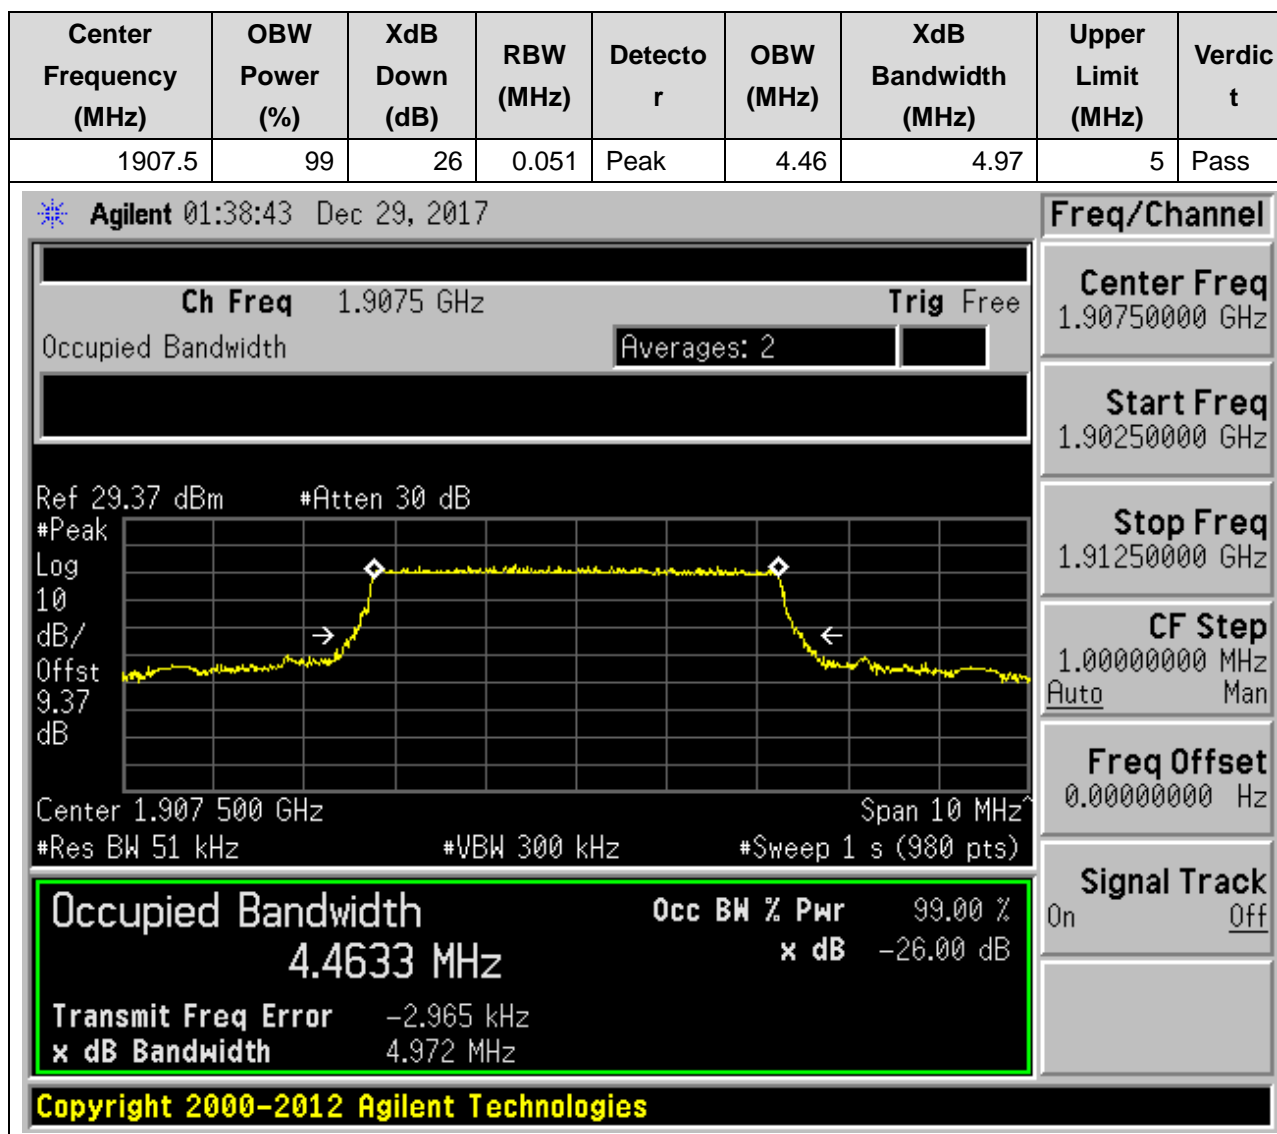 Center Frequency (MHz) OBW Power (%) XdB Down (dB) RBW (MHz) Detecto r OBW (MHz) XdB Bandwidth (MHz) Upper Limit (MHz) Verdic t
1907.5 99 26 0.051 Peak 4.46 4.97 5 Pass
Agilent 01:38:43 Dec 29, 2017
Freq/Channel
Ch Freq 1.9075 GHz Trig Free
Occupied Bandwidth Averages: 2
Center Freq
1.90750000 GHz
Start Freq
1.90250000 GHz
Stop Freq
1.91250000 GHz
CF Step
1.00000000 MHz
Auto Man
Freq Offset
0.00000000 Hz
Signal Track
On Off
Ref 29.37 dBm #Atten 30 dB
#Peak
Log
10
dB/
Offst
9.37
dB
Center 1.907 500 GHz Span 10 MHz^
#Res BW 51 kHz #VBW 300 kHz #Sweep 1 s (980 pts)
Occupied Bandwidth Occ BW % Pwr 99.00 %
4.4633 MHz x dB -26.00 dB
Transmit Freq Error -2.965 kHz
x dB Bandwidth 4.972 MHz
Copyright 2000-2012 Agilent Technologies